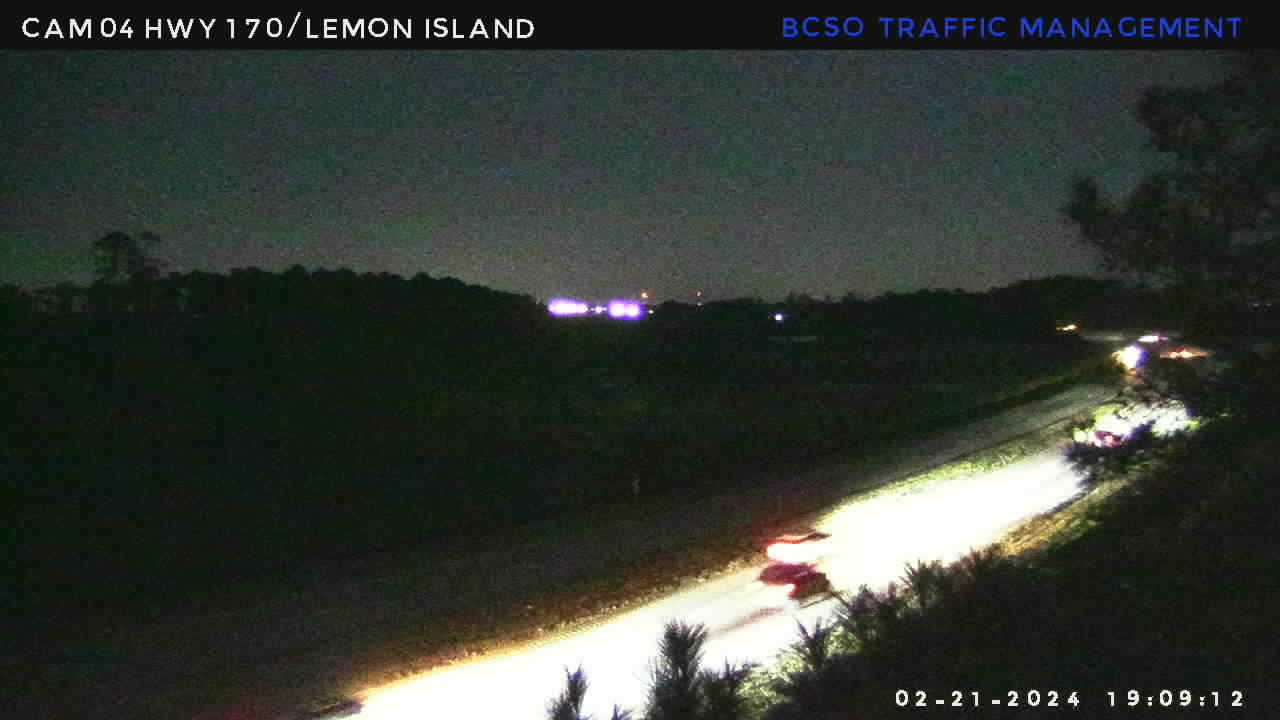 CAM04 HWY 170/LEMON ISLAND
BCSO TRAFFIC MANAGEMENT
02-21-2024 19:09:12